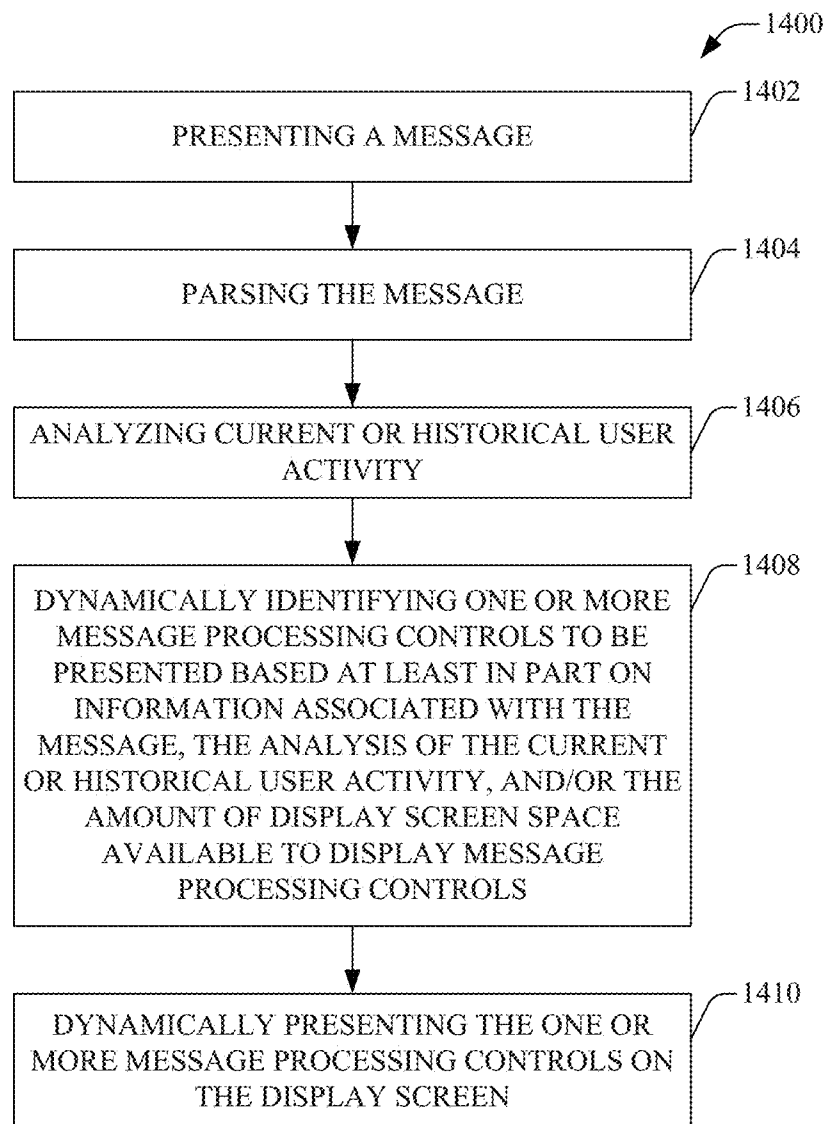 1400
1402
PRESENTING A MESSAGE
1404
PARSING THE MESSAGE
1406
ANALYZING CURRENT OR HISTORICAL USER
ACTIVITY
1408
DYNAMICALLY IDENTIFYING ONE OR MORE
MESSAGE PROCESSING CONTROLS TO BE
PRESENTED BASED AT LEAST IN PART ON
INFORMATION ASSOCIATED WITH THE
MESSAGE, THE ANALYSIS OF THE CURRENT
OR HISTORICAL USER ACTIVITY, AND/OR THE
AMOUNT OF DISPLAY SCREEN SPACE
AVAILABLE TO DISPLAY MESSAGE
PROCESSING CONTROLS
1410
DYNAMICALLY PRESENTING THE ONE OR
MORE MESSAGE PROCESSING CONTROLS ON
THE DISPLAY SCREEN